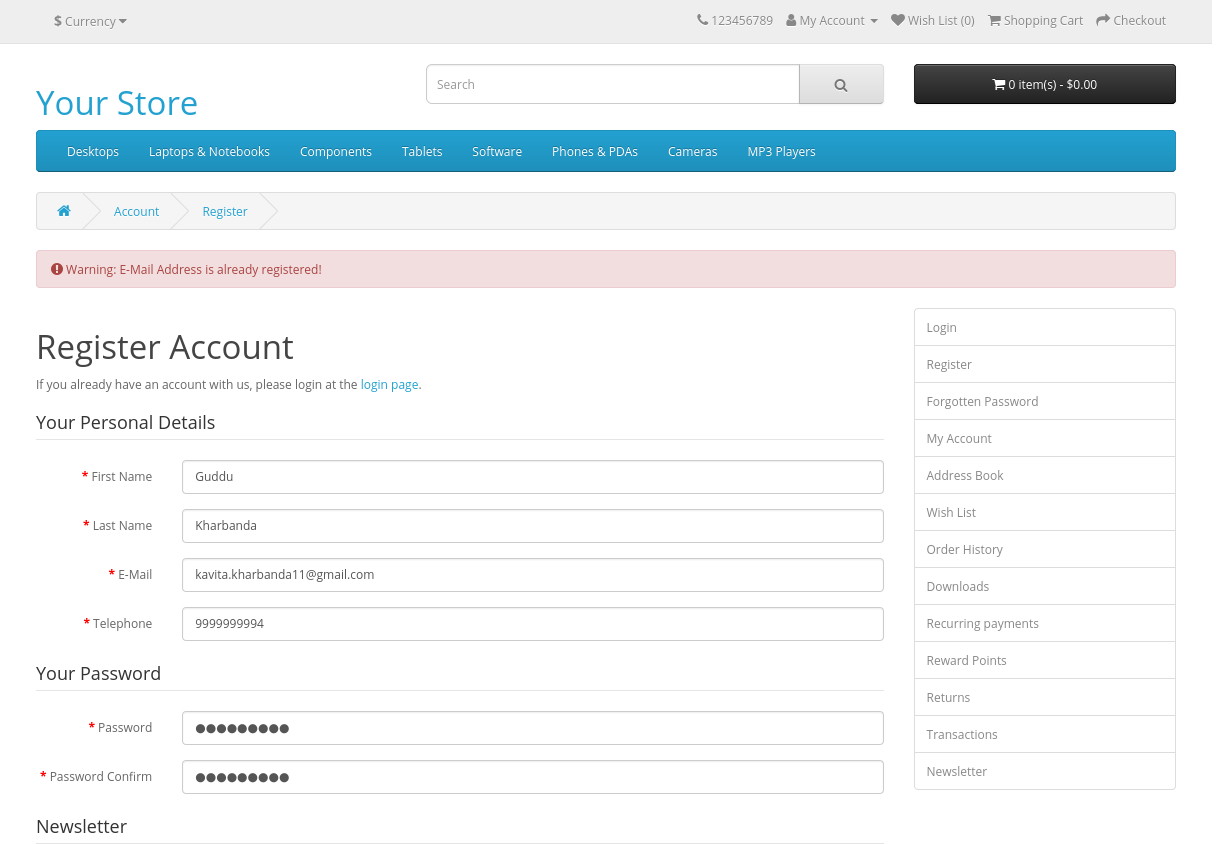 $ Currency
123456789 My Account Wish List (0) Shopping Cart Checkout
Your Store
Search
0 item(s) - $0.00
Desktops Laptops & Notebooks Components Tablets Software Phones & PDAs Cameras MP3 Players
Account Register
Warning: E-Mail Address is already registered!
Register Account
If you already have an account with us, please login at the login page.
Your Personal Details
* First Name Guddu
* Last Name Kharbanda
* E-Mail kavita.kharbanda11@gmail.com
* Telephone 9999999994
Your Password
* Password ●●●●●●●●●
* Password Confirm ●●●●●●●●●
Newsletter
Login
Register
Forgotten Password
My Account
Address Book
Wish List
Order History
Downloads
Recurring payments
Reward Points
Returns
Transactions
Newsletter